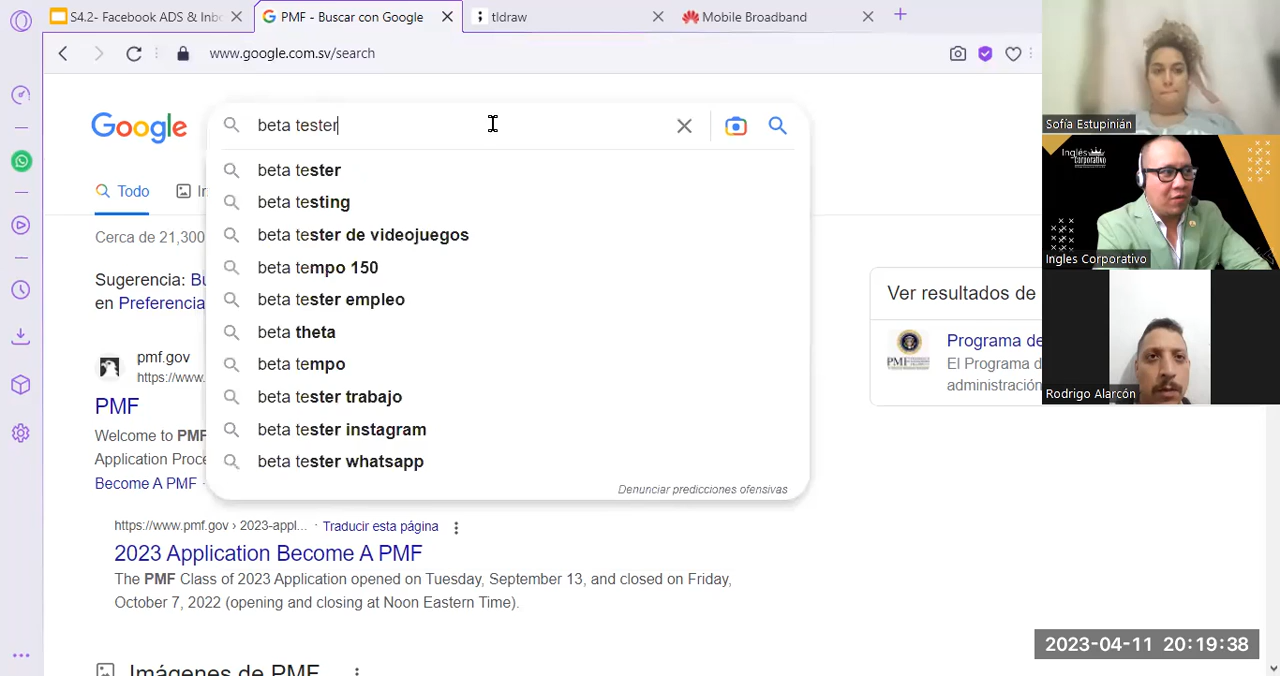 S4.2- Facebook ADS & Inb
PMF - Buscar con Google
tldraw
Mobile Broadband
www.google.com.sv/search
Google
beta tester
beta tester
beta testing
beta tester de videojuegos
beta tempo 150
beta tester empleo
beta theta
beta tempo
beta tester trabajo
beta tester instagram
beta tester whatsapp
Denunciar predicciones ofensivas
Todo
Cerca de 21,300
Sugerencia: Bu
en Preferencia
pmf.gov
https://www.
PMF
Welcome to PMF
Application Proce
Become A PMF
https://www.pmf.gov › 2023-appl... · Traducir esta página
2023 Application Become A PMF
The PMF Class of 2023 Application opened on Tuesday, September 13, and closed on Friday,
October 7, 2022 (opening and closing at Noon Eastern Time).
Imágenes de PMF
Ver resultados de
PMF
Programa de
El Programa d
administración
Sofía Estupinián
Inglés
Corporativo
Ingles Corporativo
Rodrigo Alarcón
2023-04-11 20:19:38